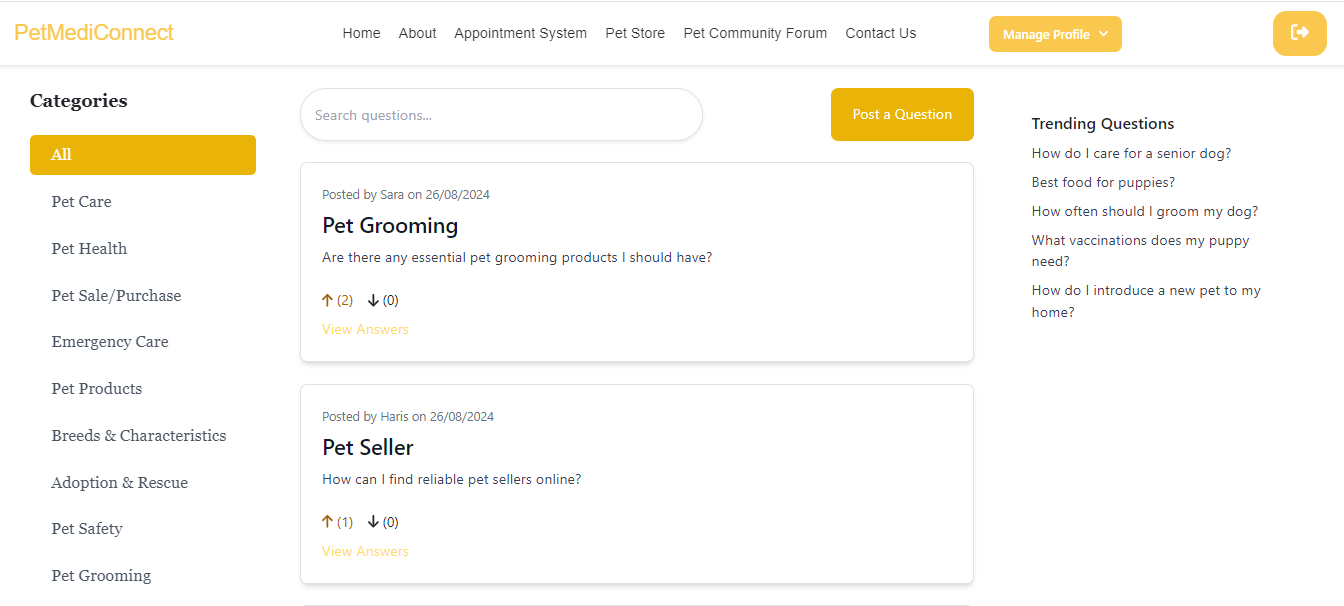 PetMediConnect
Home About Appointment System Pet Store Pet Community Forum Contact Us
Manage Profile
Categories
All
Pet Care
Pet Health
Pet Sale/Purchase
Emergency Care
Pet Products
Breeds & Characteristics
Adoption & Rescue
Pet Safety
Pet Grooming
Search questions...
Post a Question
Posted by Sara on 26/08/2024
Pet Grooming
Are there any essential pet grooming products I should have?
(2) (0)
View Answers
Posted by Haris on 26/08/2024
Pet Seller
How can I find reliable pet sellers online?
(1) (0)
View Answers
Trending Questions
How do I care for a senior dog?
Best food for puppies?
How often should I groom my dog?
What vaccinations does my puppy
need?
How do I introduce a new pet to my
home?